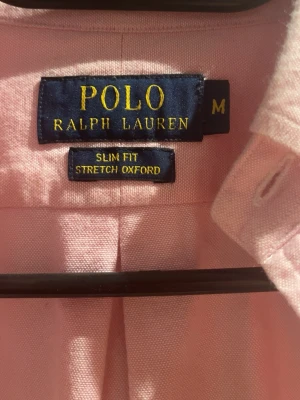 POLO
RALPH LAUREN
M
SLIM FIT
STRETCH OXFORD